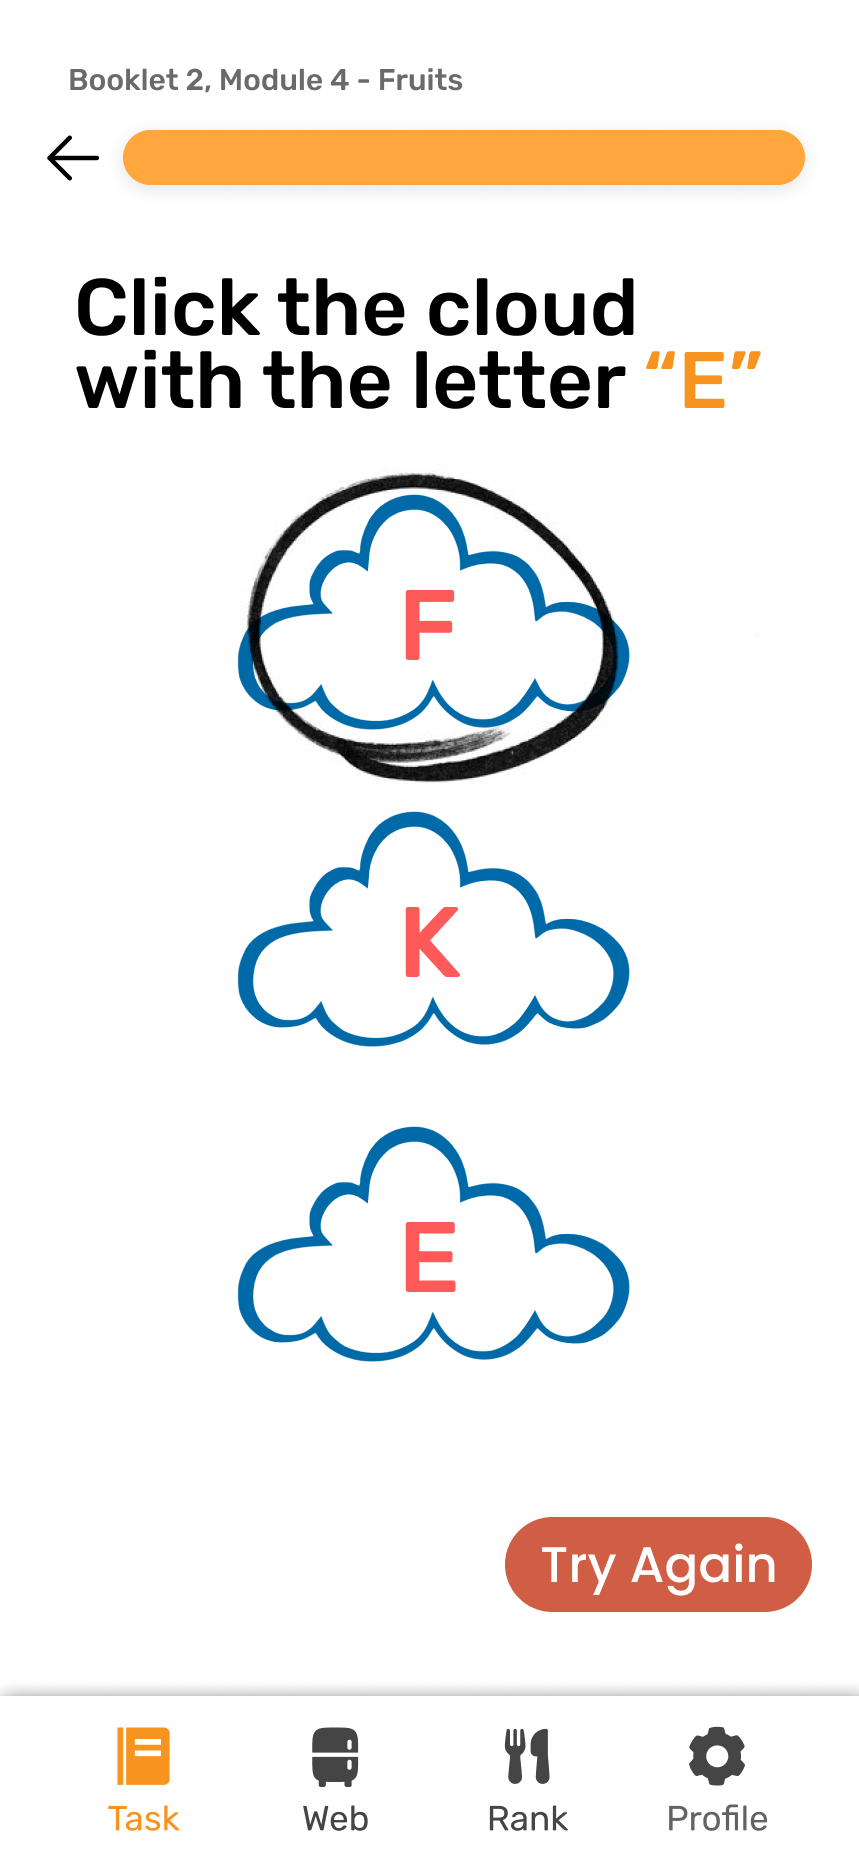 Booklet 2, Module 4 - Fruits
Click the cloud
with the letter “E”
F
K
E
Try Again
Task
Web
Rank
Profile